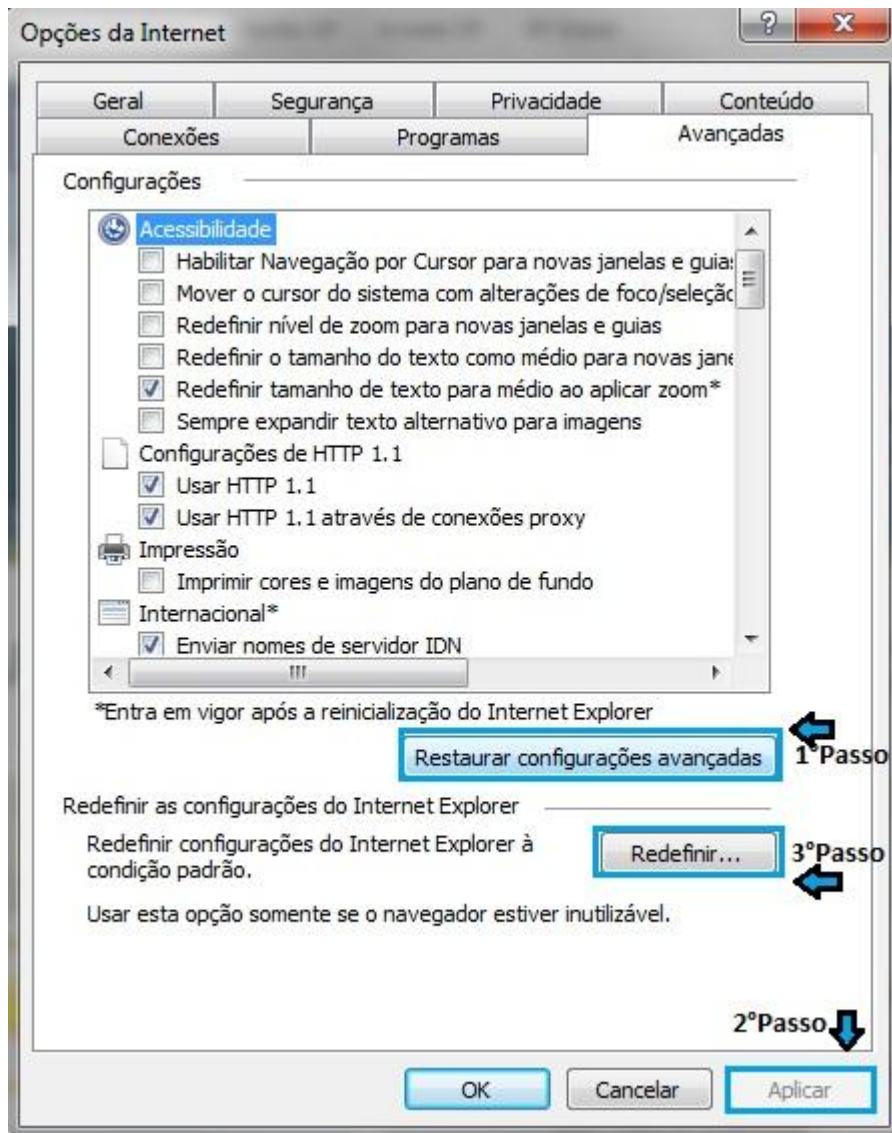 Opções da Internet
Geral
Segurança
Privacidade
Conteúdo
Conexões
Programas
Avançadas
Configurações
Acessibilidade
Habilitar Navegação por Cursor para novas janelas e guias
Mover o cursor do sistema com alterações de foco/seleçã
Redefinir nível de zoom para novas janelas e guias
Redefinir o tamanho do texto como médio para novas jane
Redefinir tamanho de texto para médio ao aplicar zoom*
Sempre expandir texto alternativo para imagens
Configurações de HTTP 1.1
Usar HTTP 1.1
Usar HTTP 1.1 através de conexões proxy
Impressão
Imprimir cores e imagens do plano de fundo
Internacional*
Enviar nomes de servidor IDN
*Entra em vigor após a reinicialização do Internet Explorer
Restaurar configurações avançadas
1°Passo
Redefinir as configurações do Internet Explorer
Redefinir configurações do Internet Explorer à
condição padrão.
Redefinir...
3°Passo
Usar esta opção somente se o navegador estiver inutilizável.
2°Passo
OK
Cancelar
Aplicar